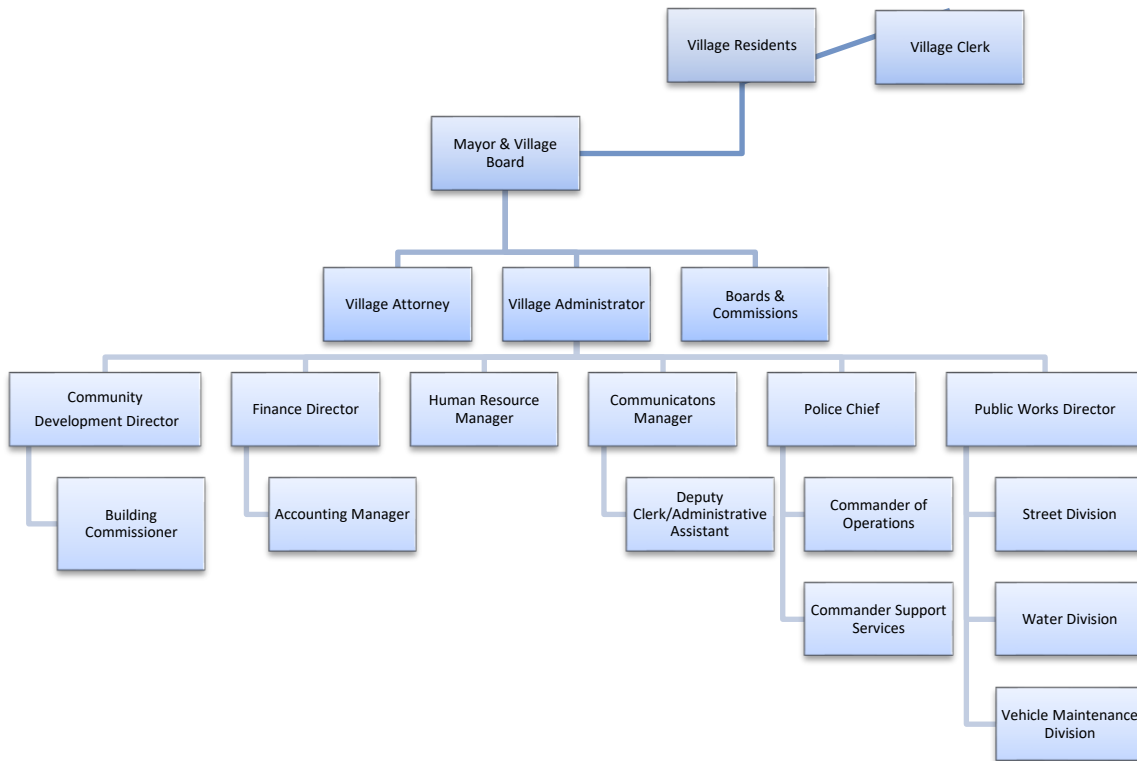 Village Residents
Village Clerk
Mayor & Village
Board
Village Attorney
Village Administrator
Boards &
Commissions
Community
Development Director
Finance Director
Human Resource
Manager
Communicatons
Manager
Police Chief
Public Works Director
Building
Commissioner
Accounting Manager
Deputy
Clerk/Administrative
Assistant
Commander of
Operations
Street Division
Commander Support
Services
Water Division
Vehicle Maintenance
Division